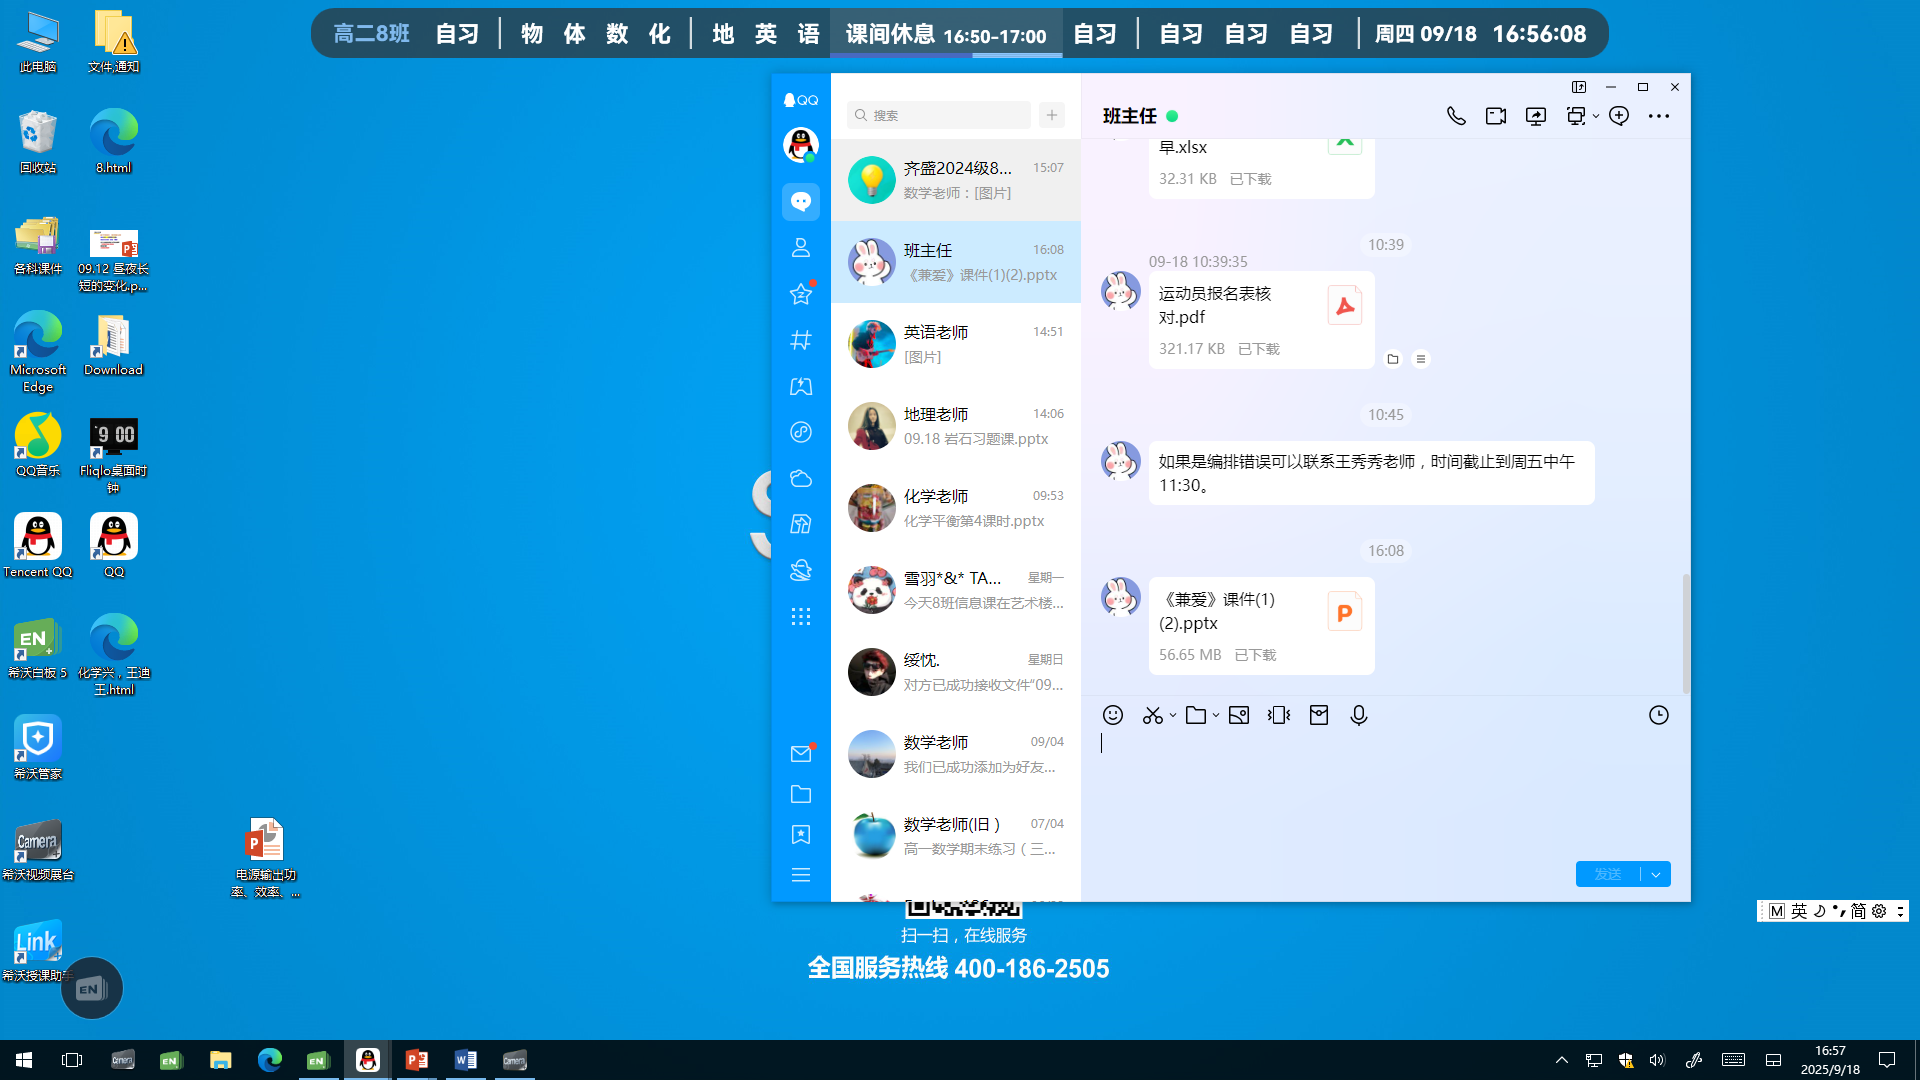 高二8班 自习 | 物 体 数 化 | 地 英 语 课间休息 16:50-17:00 自习 | 自习 自习 自习 | 周四 09/18 16:56:08
此电脑
文件,通知
回收站
8.html
各科课件
09.12 昼夜长
短的变化.p...
Microsoft
Edge
Download
9 00
QQ音乐
Fliqlo桌面时
钟
Tencent QQ
QQ
EN
希沃白板 5
化学兴，王迪
王.html
希沃管家
Camera
希沃视频展台
电源输出功
率、效率、...
Link
希沃授课助手
EN
QQ
搜索
齐盛2024级8... 15:07
数学老师：[图片]
班主任 16:08
《兼爱》课件(1)(2).pptx
英语老师 14:51
[图片]
地理老师 14:06
09.18 岩石习题课.pptx
化学老师 09:53
化学平衡第4课时.pptx
雪羽*&* TA... 星期一
今天8班信息课在艺术楼...
绥忱. 星期日
对方已成功接收文件“09...
数学老师 09/04
我们已成功添加为好友...
数学老师(旧） 07/04
高一数学期末练习（三...
班主任
早.xlsx
32.31 KB 已下载
10:39
09-18 10:39:35
运动员报名表核
对.pdf
321.17 KB 已下载
10:45
如果是编排错误可以联系王秀秀老师，时间截止到周五中午
11:30。
16:08
《兼爱》课件(1)
(2).pptx
56.65 MB 已下载
发送
扫一扫，在线服务
全国服务热线 400-186-2505
M 英 简
16:57
2025/9/18